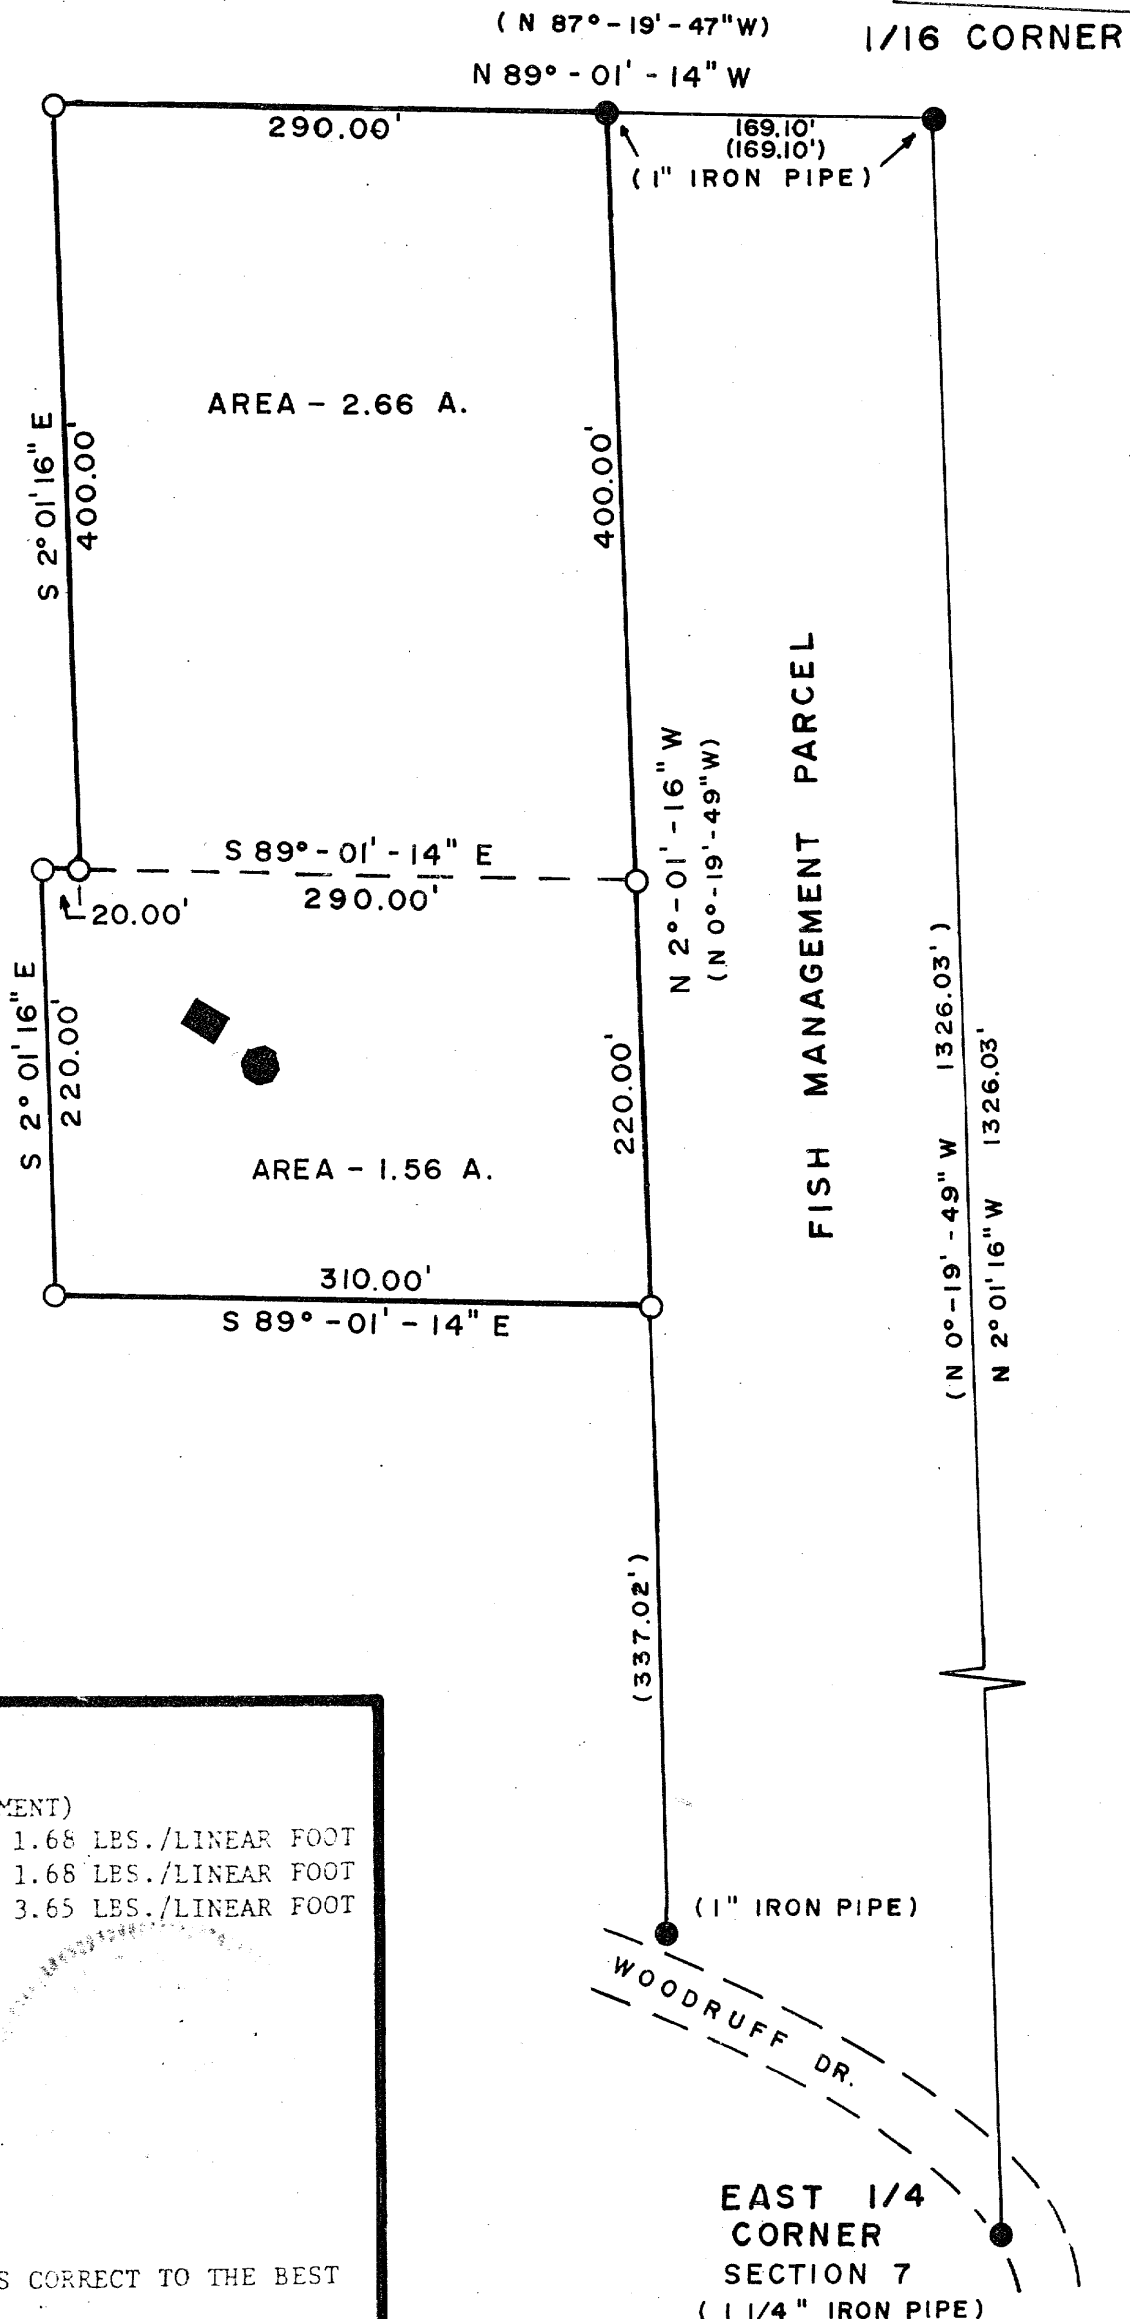 ( N 87°-19'-47"W)
1/16 CORNER
N 89° - 01' - 14" W
290.00'
169.10'
(169.10')
(1" IRON PIPE)
AREA - 2.66 A.
S 2° 01' 16" E
400.00'
400.00'
FISH MANAGEMENT PARCEL
N 2°-01'-16" W
(N 0°-19'-49"W)
S 89°-01'-14" E
290.00'
20.00'
S 2° 01' 16" E
220.00'
220.00'
(N 0°-19'-49" W 1326.03')
N 2° 01' 16" W 1326.03'
AREA - 1.56 A.
310.00'
S 89° -01' - 14" E
(337.02')
MENT)
1.68 LBS./LINEAR FOOT
1.68 LBS./LINEAR FOOT
3.65 LBS./LINEAR FOOT
(1" IRON PIPE)
WOODRUFF DR.
EAST 1/4
CORNER
SECTION 7
(1 1/4" IRON PIPE)
S CORRECT TO THE BEST